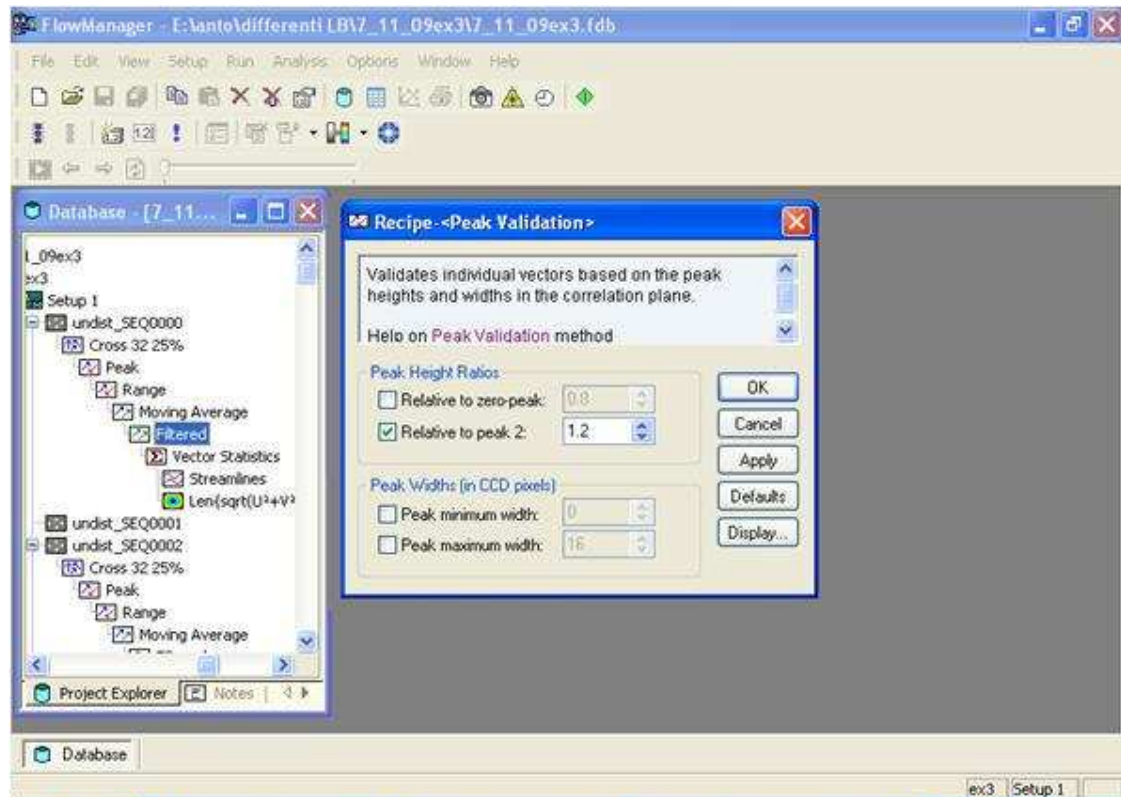 FlowManager - E:\anto\differenti LB\7_11_09ex3\7_11_09ex3.fdb
File Edit View Setup Run Analysis Options Window Help
Database - [7_11...
1_09ex3
ex3
Setup 1
undist_SEQ0000
Cross 32 25%
Peak
Range
Moving Average
Filtered
Vector Statistics
Streamlines
Len{sqrt(U²+V²
undist_SEQ0001
undist_SEQ0002
Cross 32 25%
Peak
Range
Moving Average
Project Explorer Notes
Recipe-<Peak Validation>
Validates individual vectors based on the peak
heights and widths in the correlation plane.
Help on Peak Validation method
Peak Height Ratios
Relative to zero-peak: 0.8
Relative to peak 2: 1.2
Peak Widths (in CCD pixels)
Peak minimum width: 0
Peak maximum width: 16
OK
Cancel
Apply
Defaults
Display...
Database
ex3 Setup 1